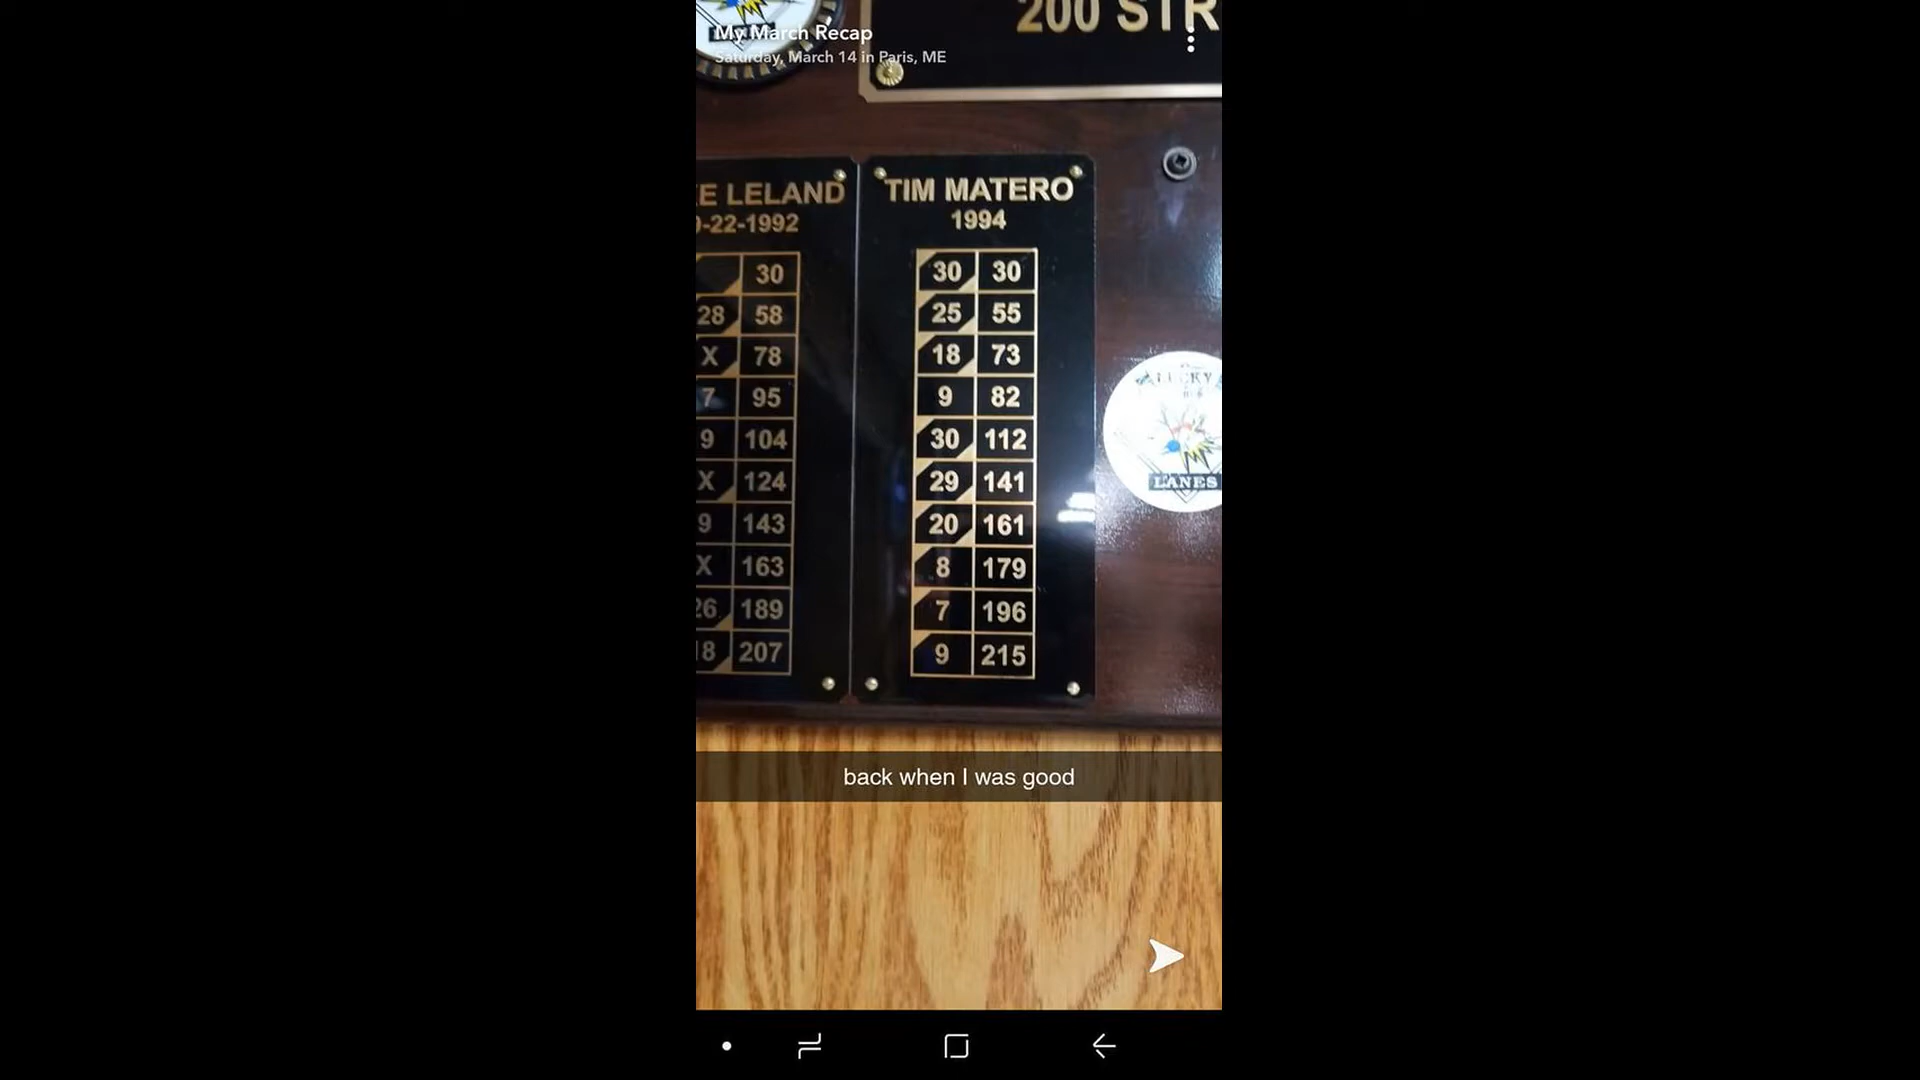 200 STR
My March Recap
Saturday, March 14 in Paris, ME
E LELAND
-22-1992
30
28 58
X 78
7 95
9 104
X 124
9 143
X 163
26 189
18 207
TIM MATERO
1994
30 30
25 55
18 73
9 82
30 112
29 141
20 161
8 179
7 196
9 215
LUCKY
LANES
back when I was good